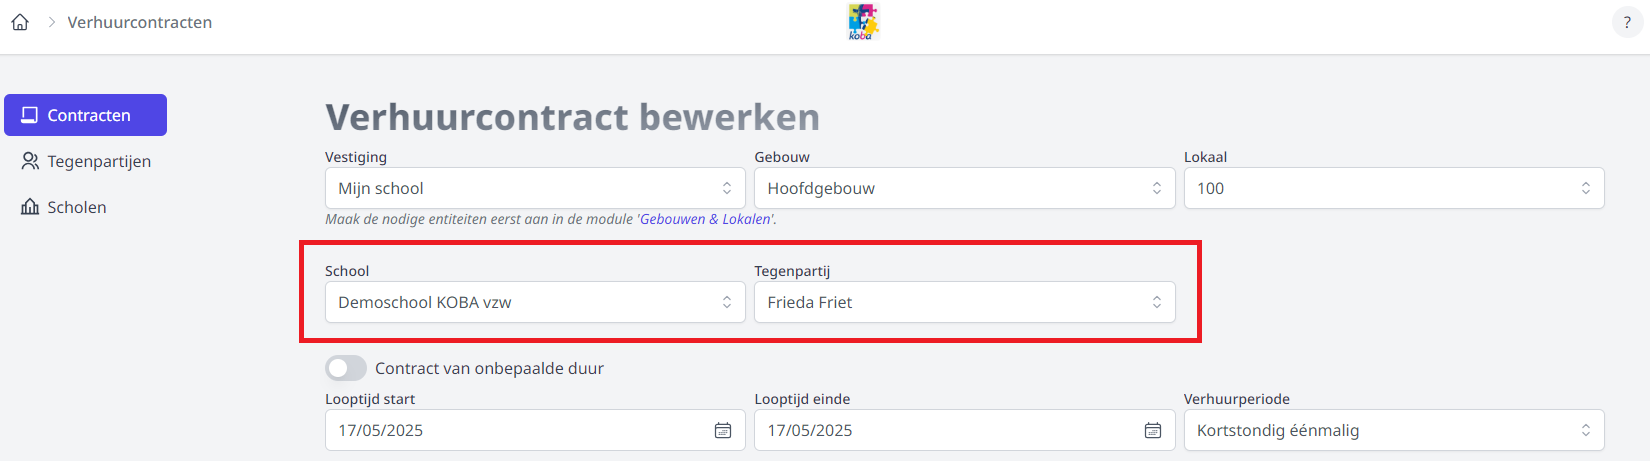 Verhuurcontracten
koba
?
Contracten
Tegenpartijen
Scholen
Verhuurcontract bewerken
Vestiging Gebouw Lokaal
Mijn school Hoofdgebouw 100
Maak de nodige entiteiten eerst aan in de module 'Gebouwen & Lokalen'.
School Tegenpartij
Demoschool KOBA vzw Frieda Friet
Contract van onbepaalde duur
Looptijd start Looptijd einde Verhuurperiode
17/05/2025 17/05/2025 Kortstondig éénmalig